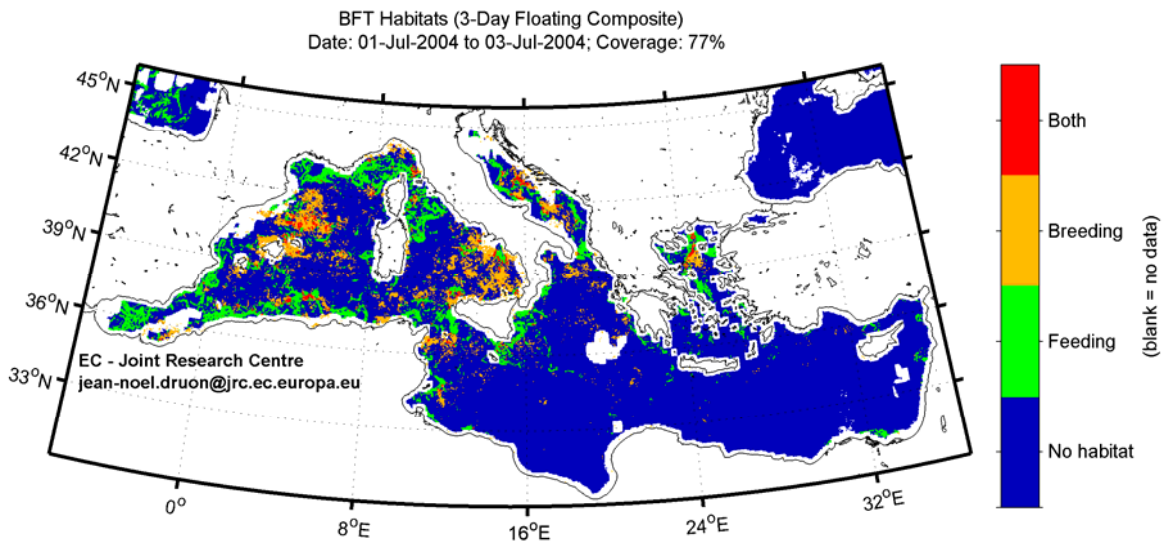 BFT Habitats (3-Day Floating Composite)
Date: 01-Jul-2004 to 03-Jul-2004; Coverage: 77%
45°N
42°N
39°N
36°N
33°N
EC - Joint Research Centre
jean-noel.druon@jrc.ec.europa.eu
0°
8°E
16°E
24°E
32°E
Both
Breeding
Feeding
No habitat
(blank = no data)